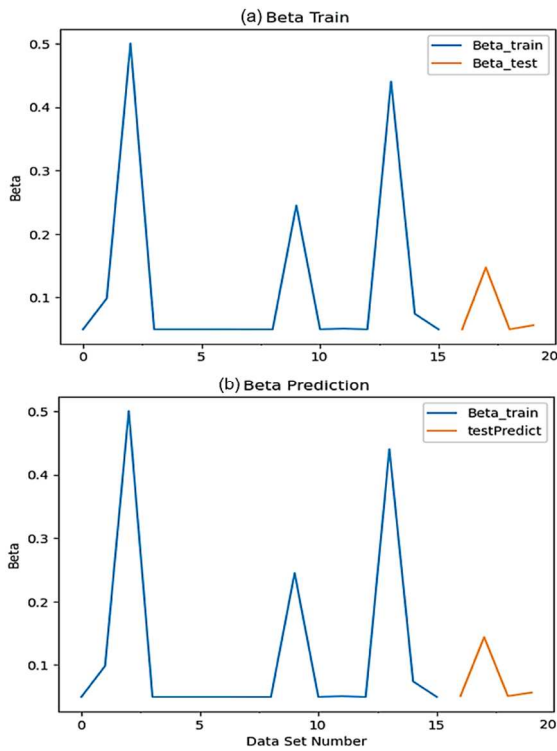 (a) Beta Train
Beta_train
Beta_test
0.5
0.4
0.3
0.2
0.1
Beta
0 5 10 15 20
(b) Beta Prediction
Beta_train
testPredict
0.5
0.4
0.3
0.2
0.1
Beta
0 5 10 15 20
Data Set Number